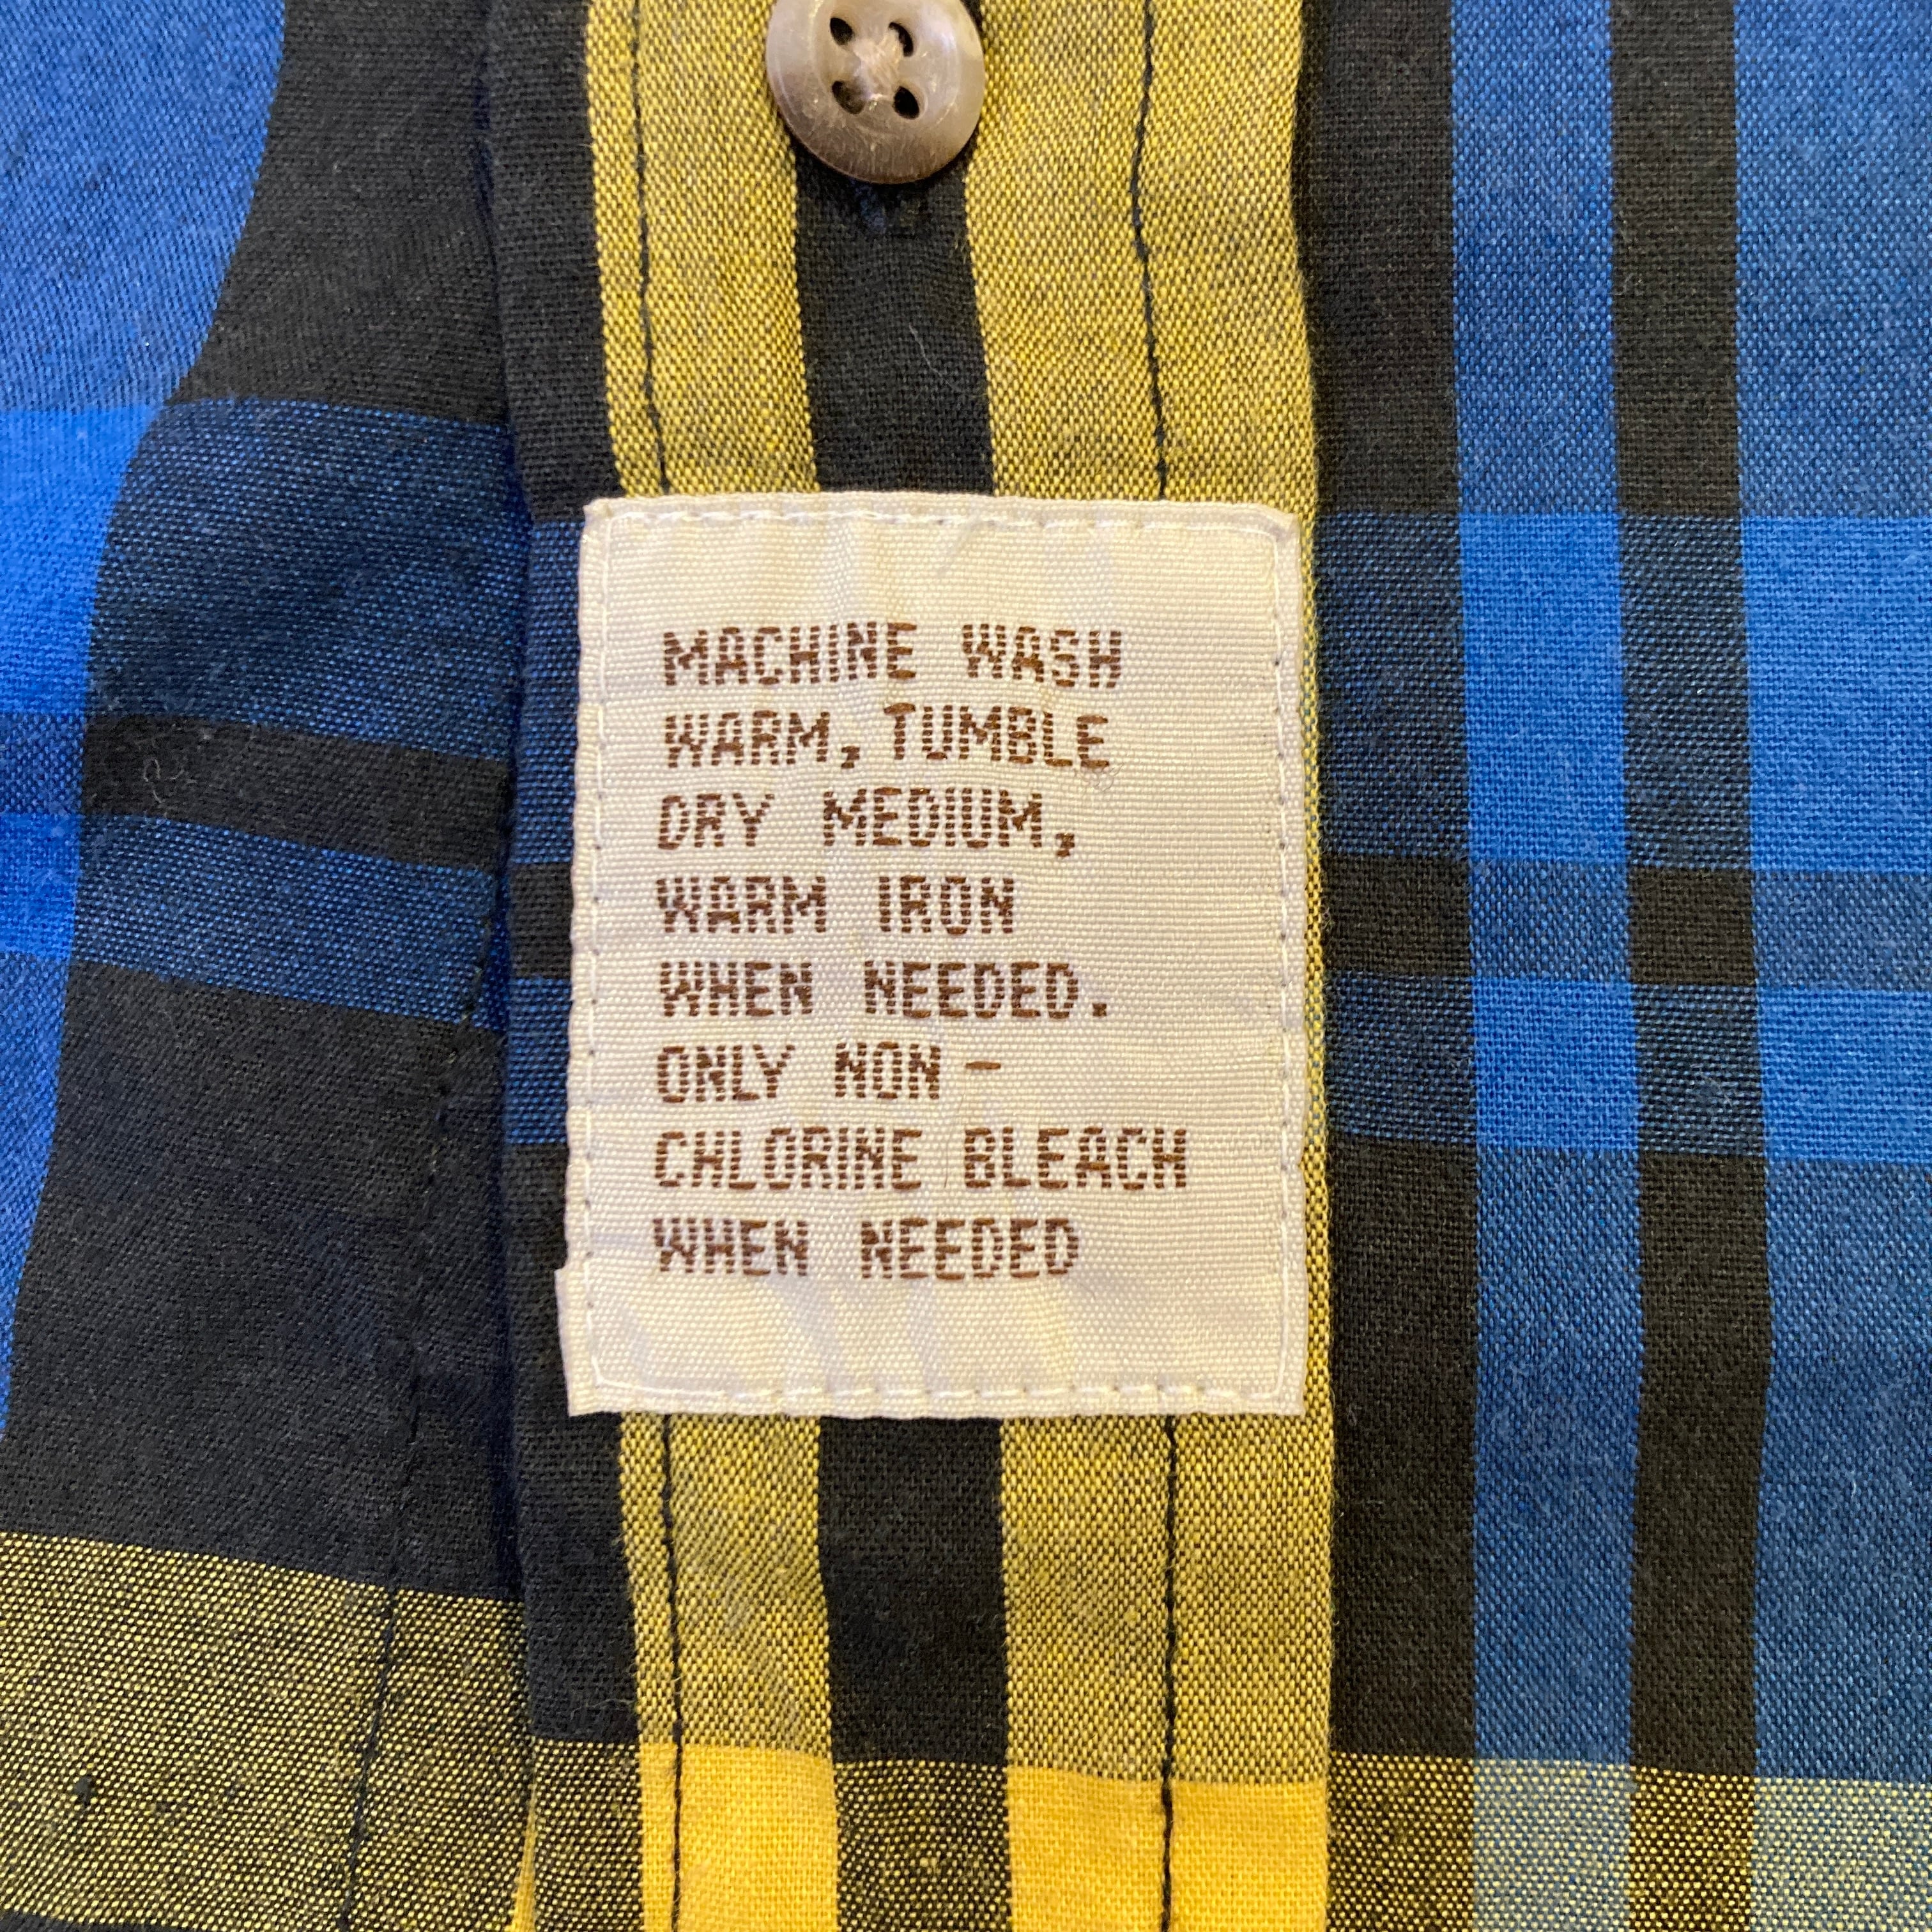 MACHINE WASH
WARM, TUMBLE
DRY MEDIUM,
WARM IRON
WHEN NEEDED.
ONLY NON-
CHLORINE BLEACH
WHEN NEEDED